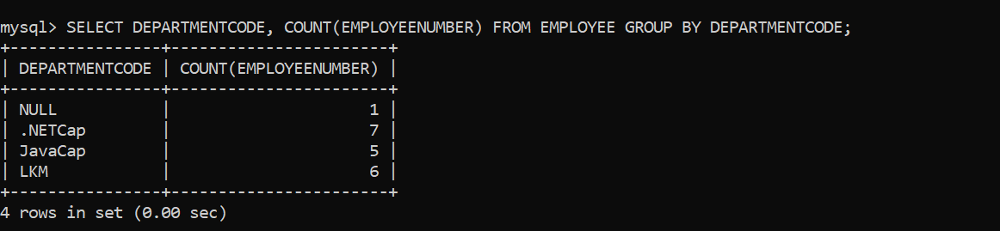 mysql> SELECT DEPARTMENTCODE, COUNT(EMPLOYEENUMBER) FROM EMPLOYEE GROUP BY DEPARTMENTCODE;
+----------------+-----------------------+
| DEPARTMENTCODE | COUNT(EMPLOYEENUMBER) |
+----------------+-----------------------+
| NULL           |                     1 |
| .NETCap        |                     7 |
| JavaCap        |                     5 |
| LKM            |                     6 |
+----------------+-----------------------+
4 rows in set (0.00 sec)